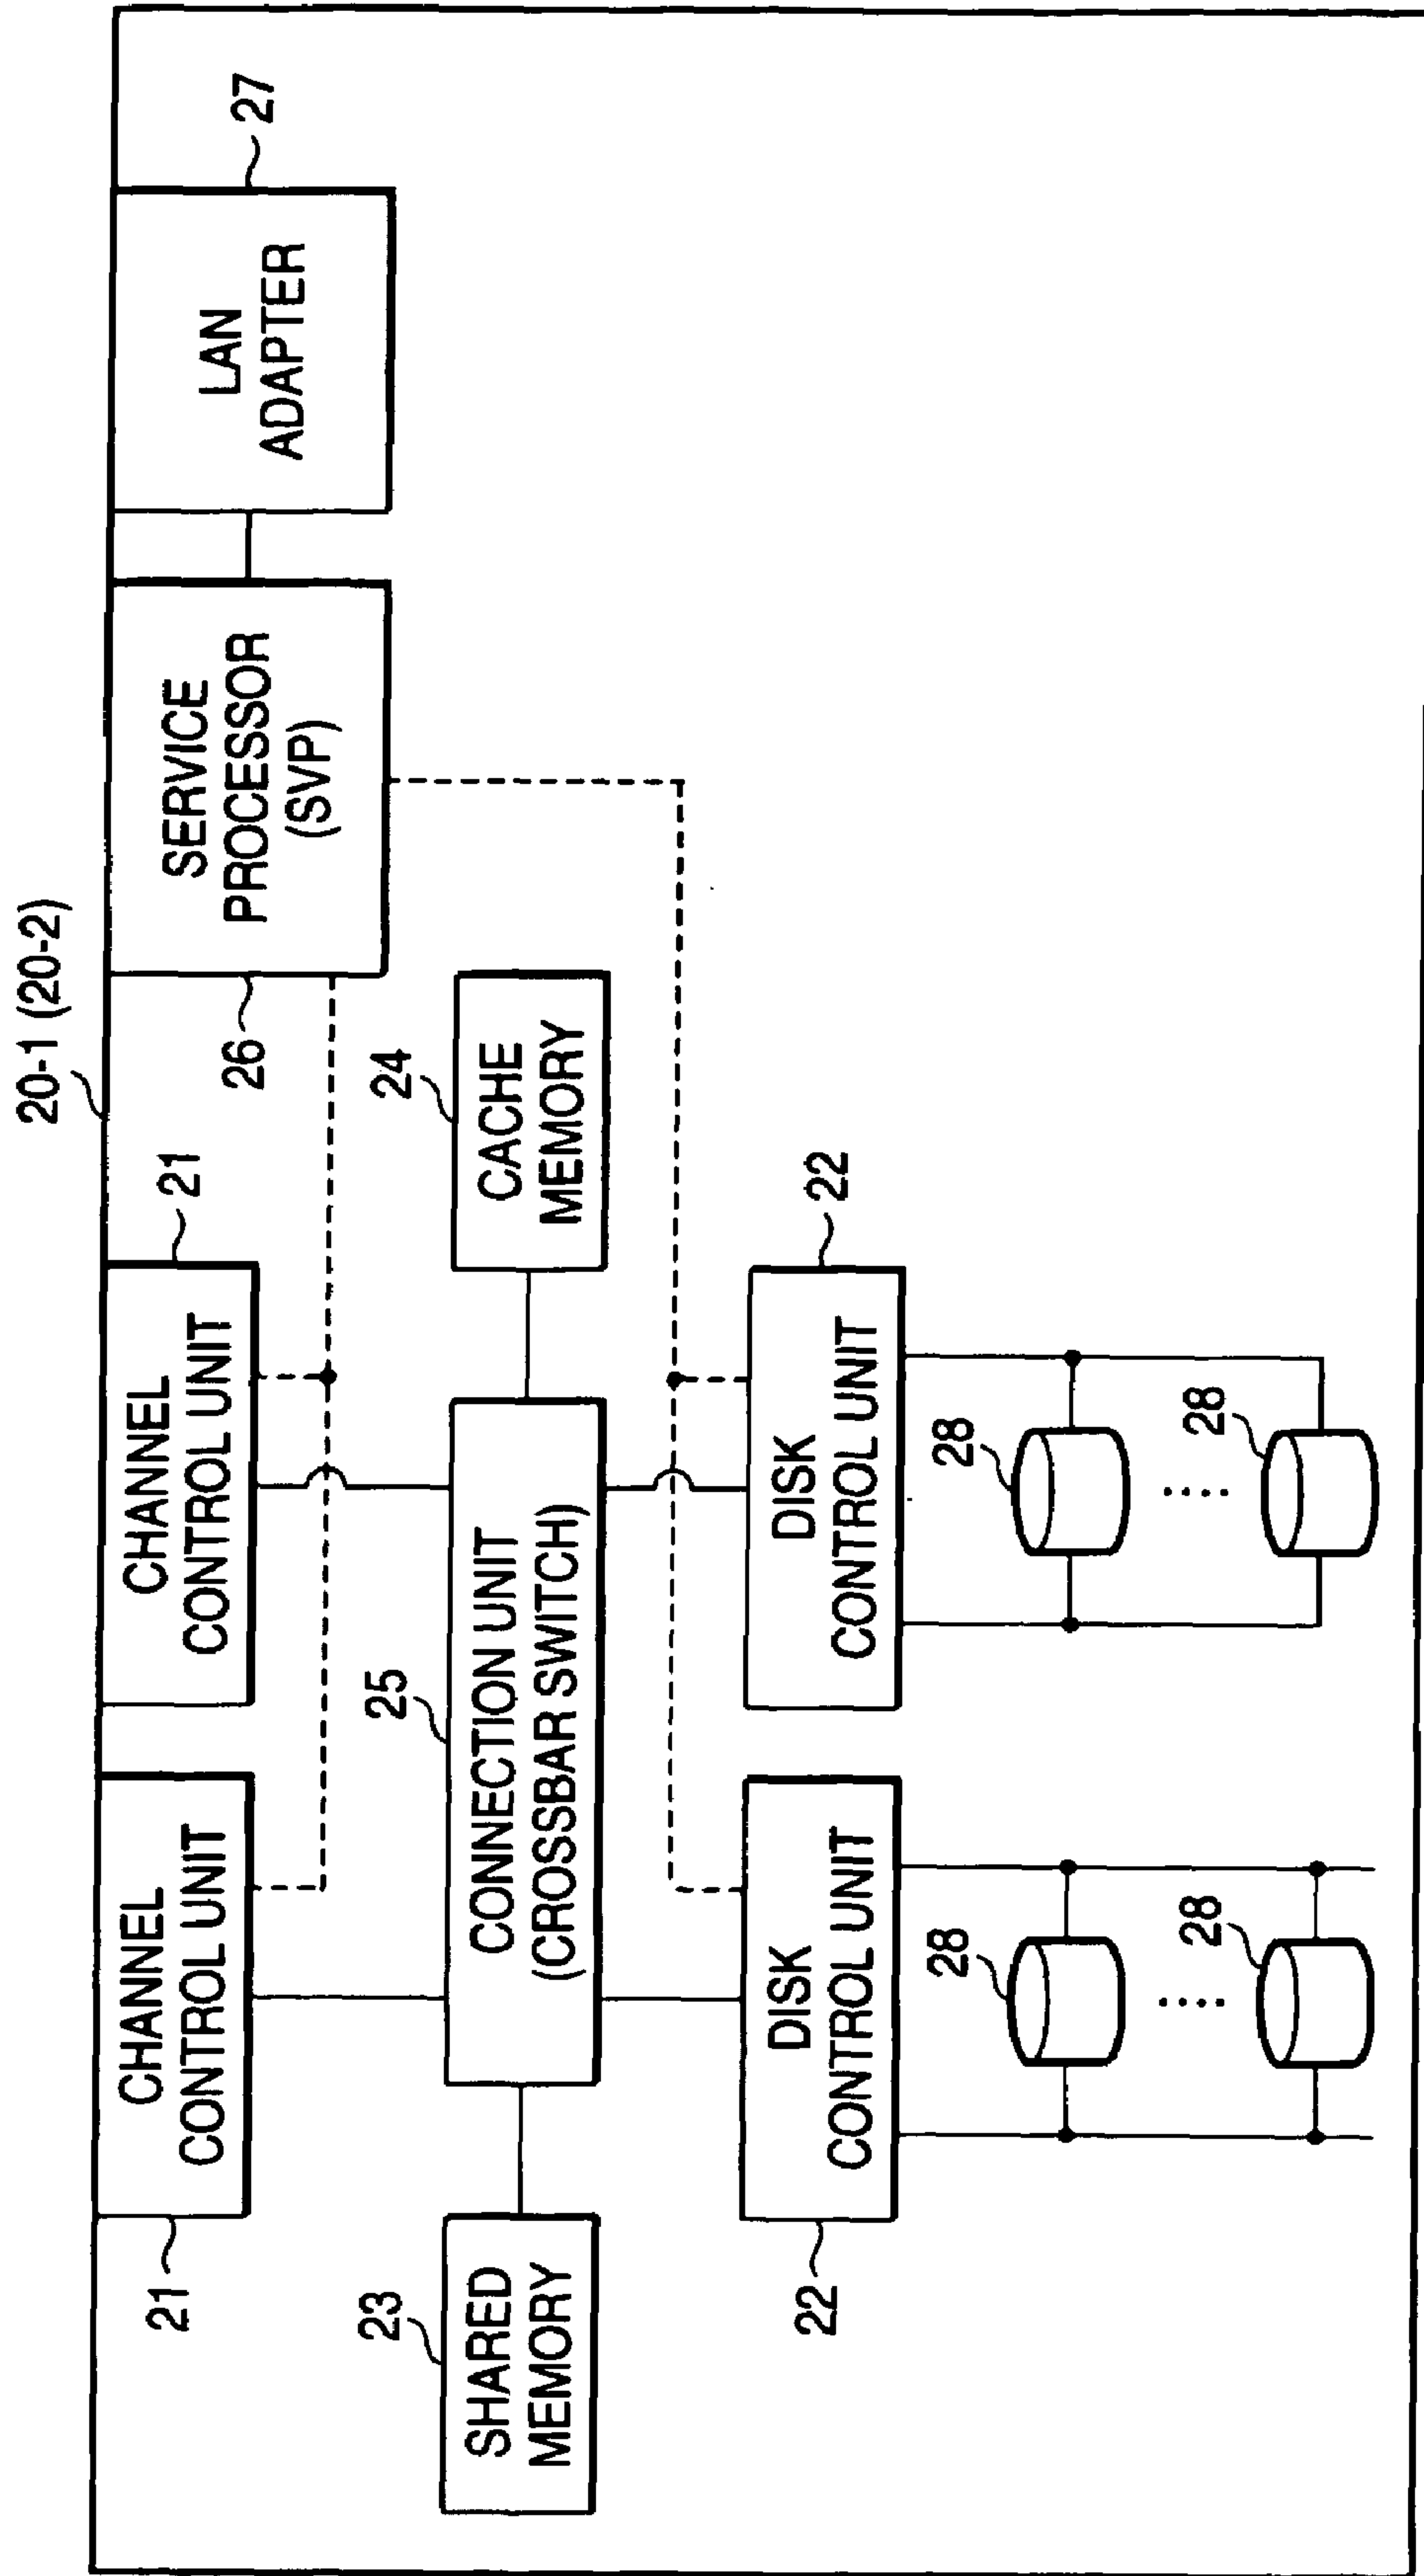 20-1 (20-2)
21
CHANNEL
CONTROL UNIT
CHANNEL
CONTROL UNIT
21
26
SERVICE
PROCESSOR
(SVP)
LAN
ADAPTER
27
23
SHARED
MEMORY
25
CONNECTION UNIT
(CROSSBAR SWITCH)
24
CACHE
MEMORY
22
DISK
CONTROL UNIT
DISK
CONTROL UNIT
22
28
28
28
28